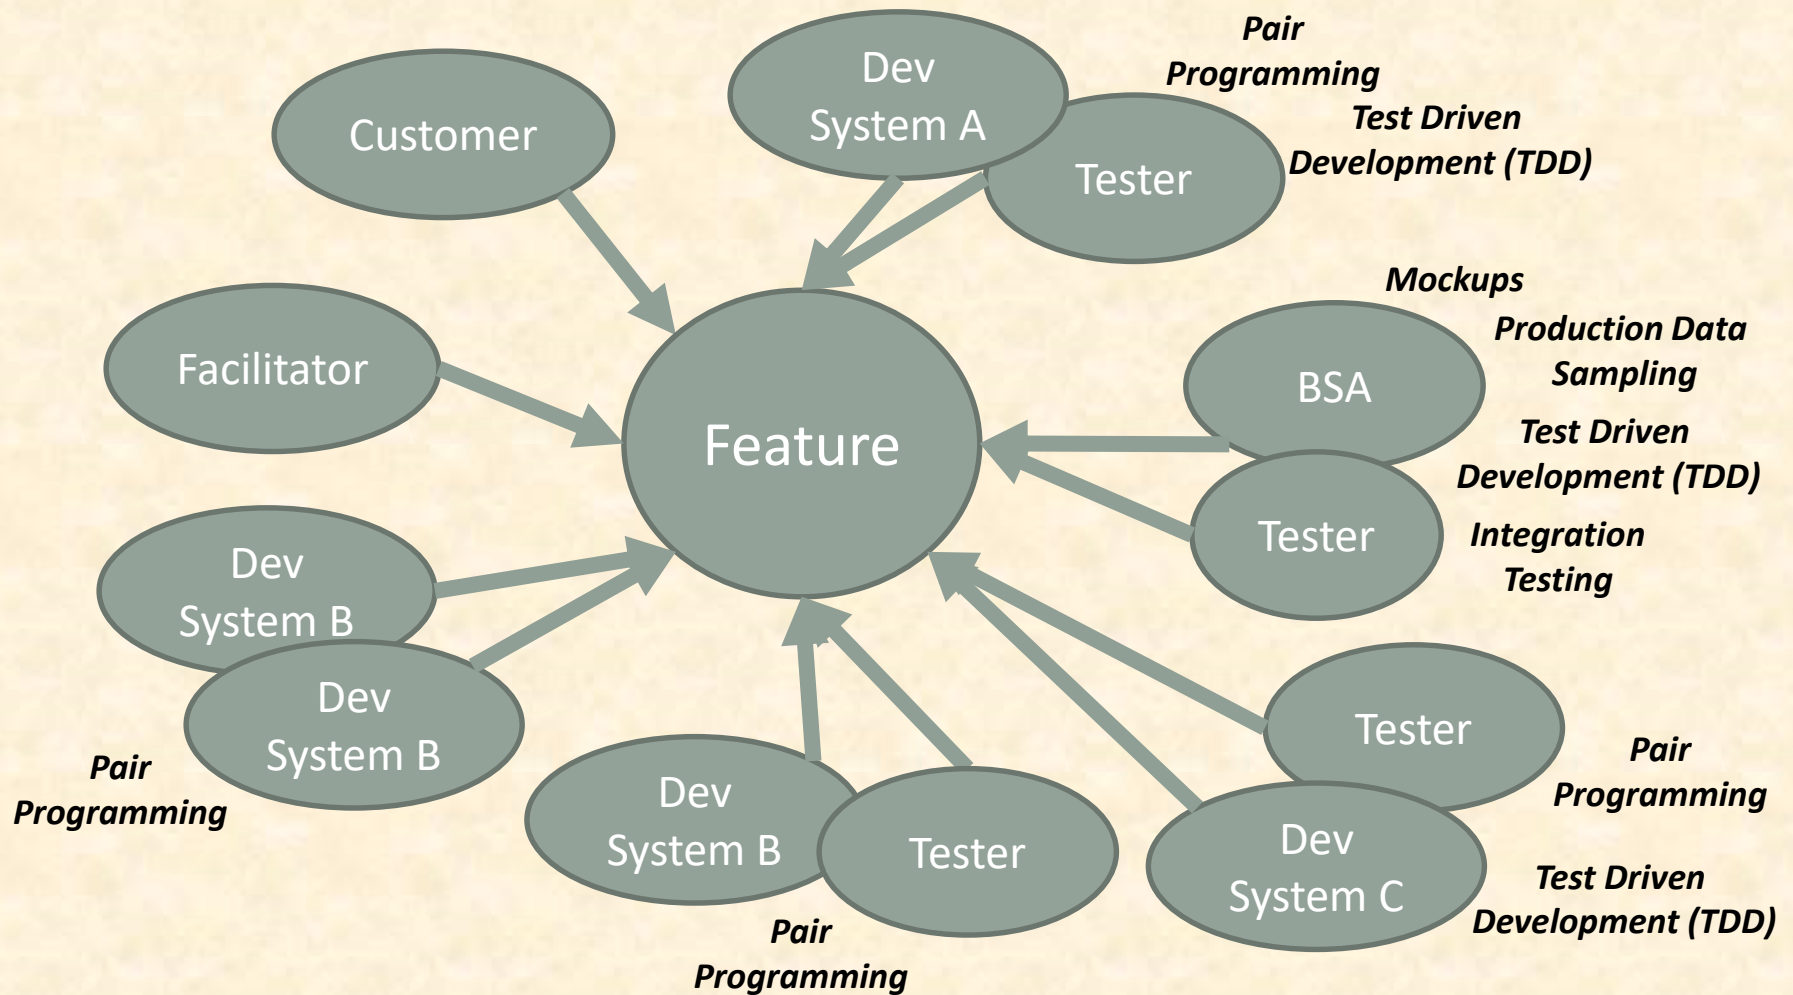 Pair
Programming
Dev
System A
Customer
Test Driven
Development (TDD)
Tester
Mockups
Production Data
Sampling
Facilitator
BSA
Feature
Test Driven
Development (TDD)
Tester
Integration
Testing
Dev
System B
Dev
System B
Pair
Programming
Tester
Pair
Programming
Dev
System B
Tester
Dev
System C
Test Driven
Development (TDD)
Pair
Programming